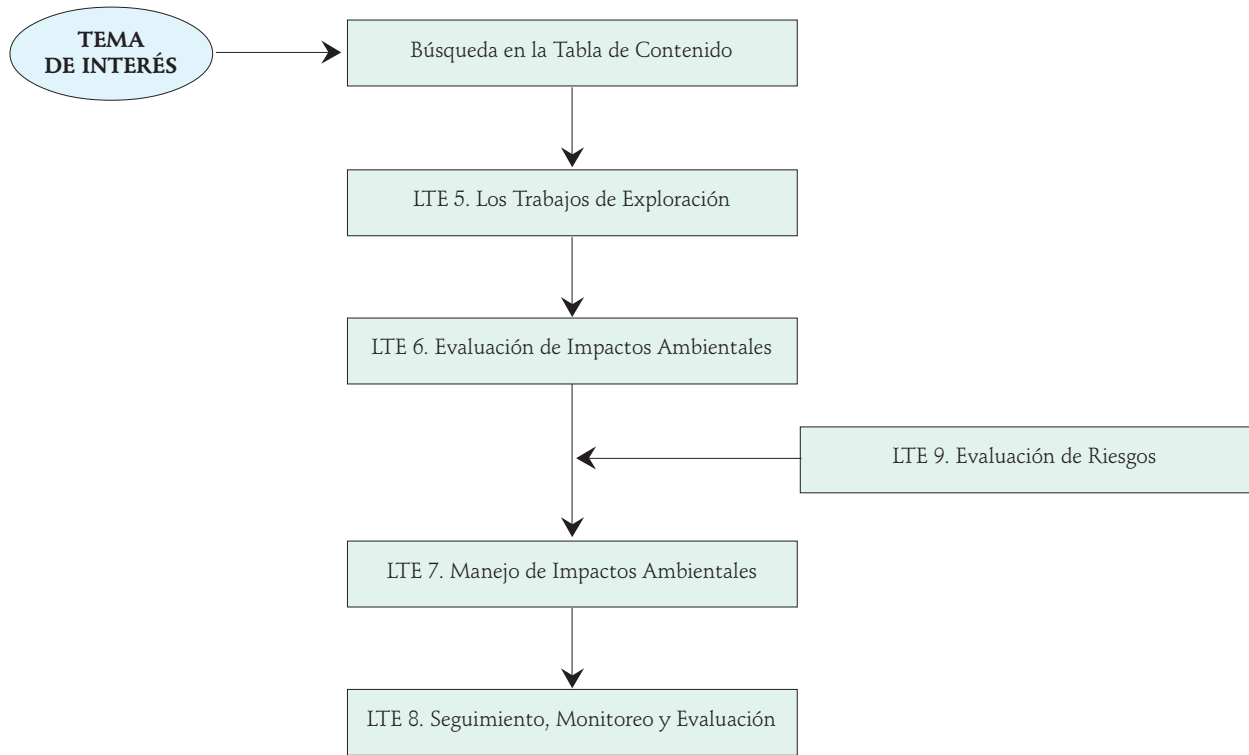 TEMA
DE INTERÉS
Búsqueda en la Tabla de Contenido
LTE 5. Los Trabajos de Exploración
LTE 6. Evaluación de Impactos Ambientales
LTE 9. Evaluación de Riesgos
LTE 7. Manejo de Impactos Ambientales
LTE 8. Seguimiento, Monitoreo y Evaluación